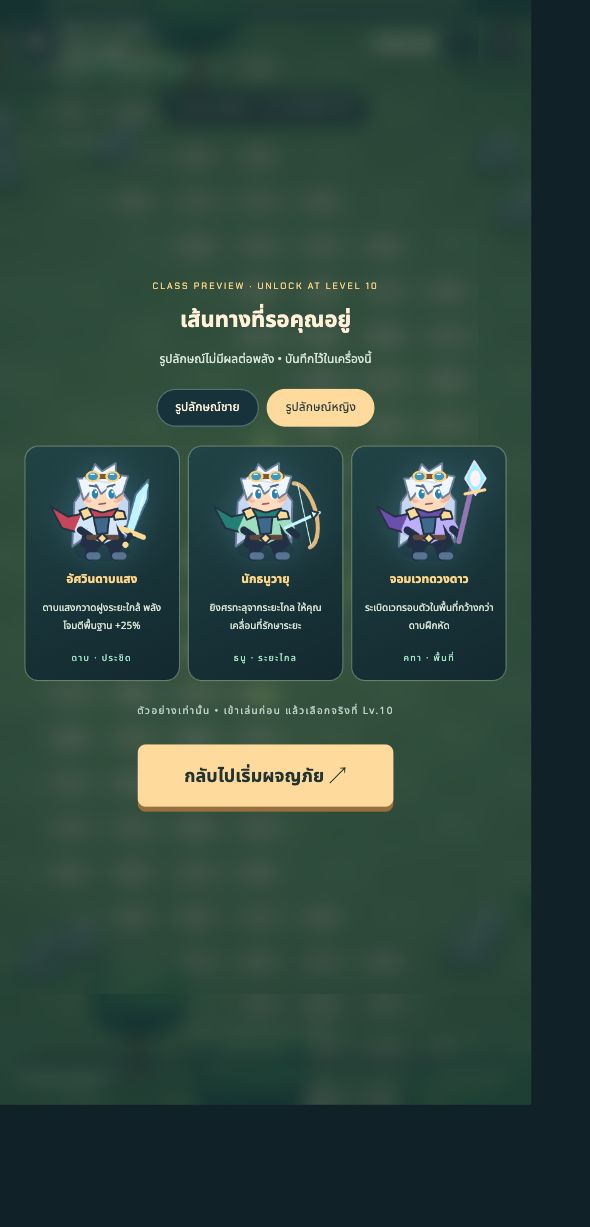 CLASS PREVIEW · UNLOCK AT LEVEL 10
เส้นทางที่รอคุณอยู่
รูปลักษณ์ไม่มีผลต่อพลัง • บันทึกไว้ในเครื่องนี้
รูปลักษณ์ชาย
รูปลักษณ์หญิง
อัศวินดาบแสง
ดาบแสงกวาดฝูงระยะใกล้ พลัง
โจมตีพื้นฐาน +25%
ดาบ · ประชิด
นักธนูวายุ
ยิงศรทะลุจากระยะไกล ให้คุณ
เคลื่อนที่รักษาระยะ
ธนู · ระยะไกล
จอมเวทดวงดาว
ระเบิดเวทรอบตัวในพื้นที่กว้างกว่า
ดาบฝึกหัด
คทา · พื้นที่
ตัวอย่างเท่านั้น • เข้าเล่นก่อน แล้วเลือกจริงที่ Lv.10
กลับไปเริ่มผจญภัย ↗